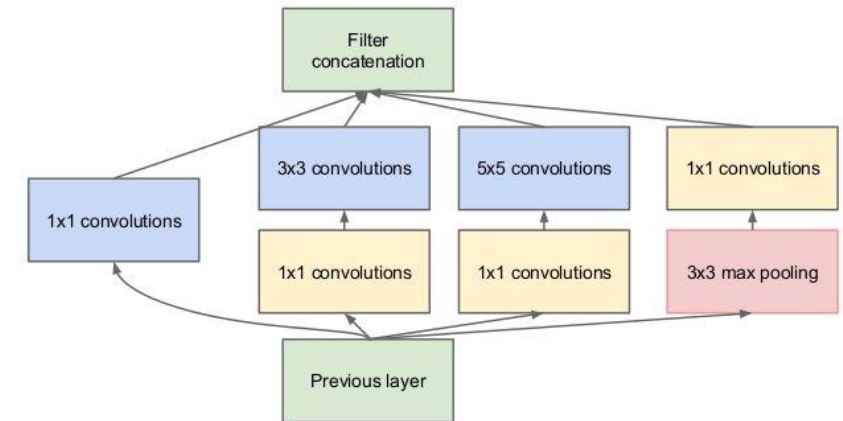 Filter
concatenation
3x3 convolutions
5x5 convolutions
1x1 convolutions
1x1 convolutions
1x1 convolutions
1x1 convolutions
3x3 max pooling
Previous layer